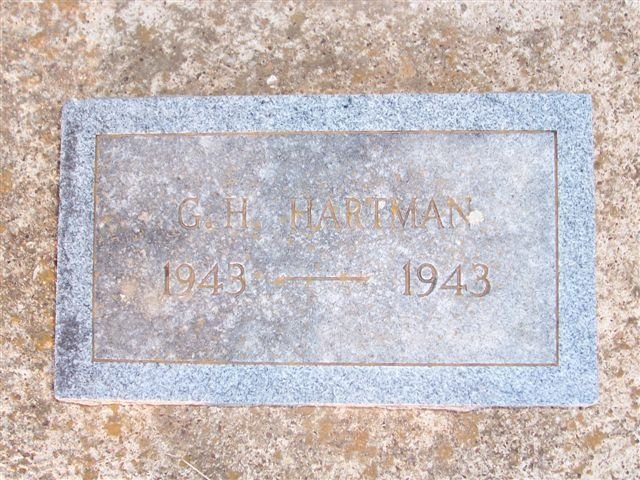 G. H. HARTMAN
1943 — 1943